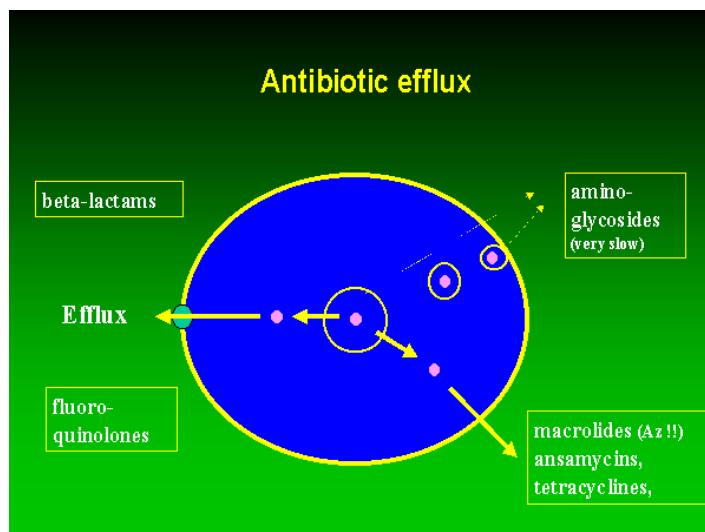 Antibiotic efflux
beta-lactams
amino-
glycosides
(very slow)
Efflux
fluoro-
quinolones
macrolides (Az !!)
ansamycins,
tetracyclines,